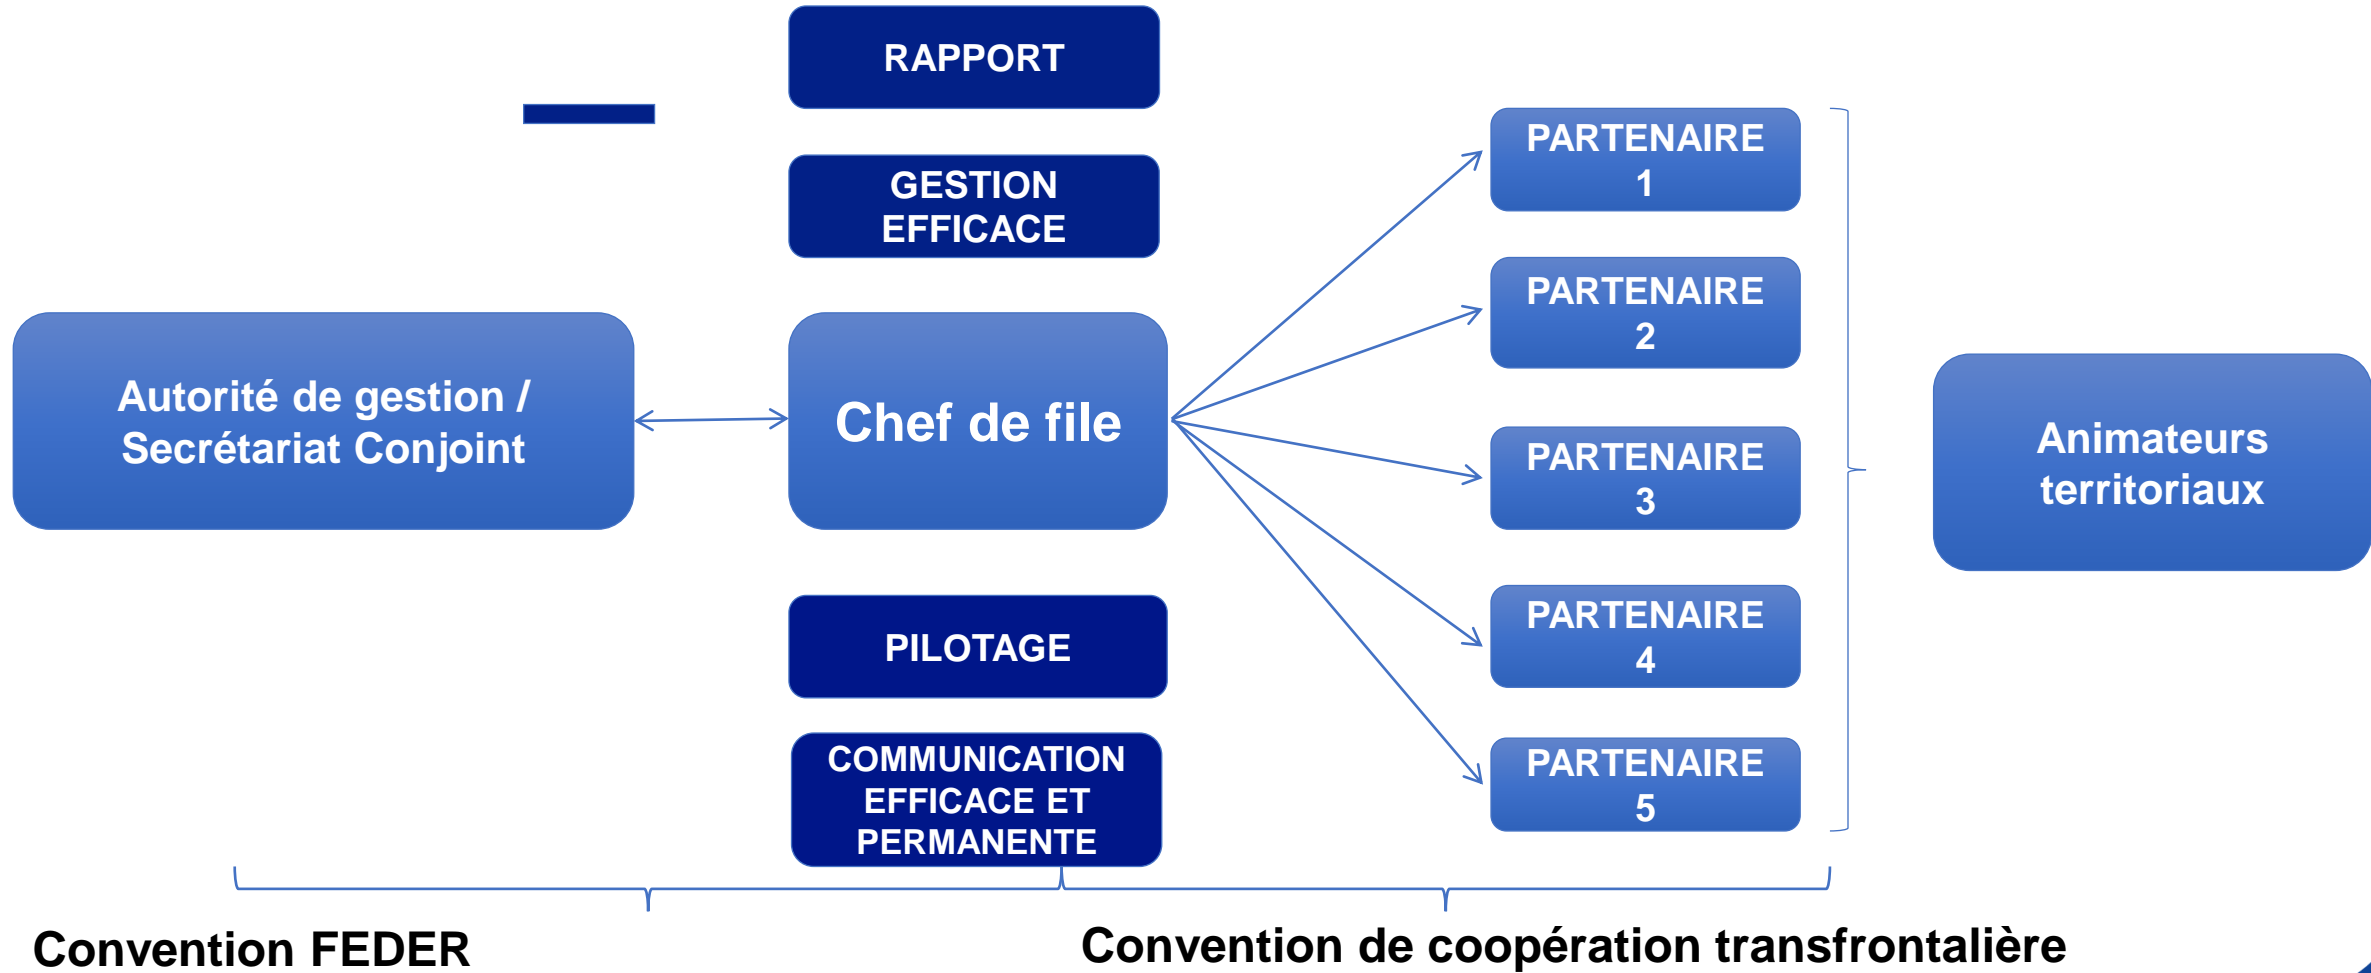 RAPPORT
GESTION
EFFICACE
Autorité de gestion /
Secrétariat Conjoint
Chef de file
PILOTAGE
COMMUNICATION
EFFICACE ET
PERMANENTE
PARTENAIRE
1
PARTENAIRE
2
PARTENAIRE
3
PARTENAIRE
4
PARTENAIRE
5
Animateurs
territoriaux
Convention FEDER
Convention de coopération transfrontalière